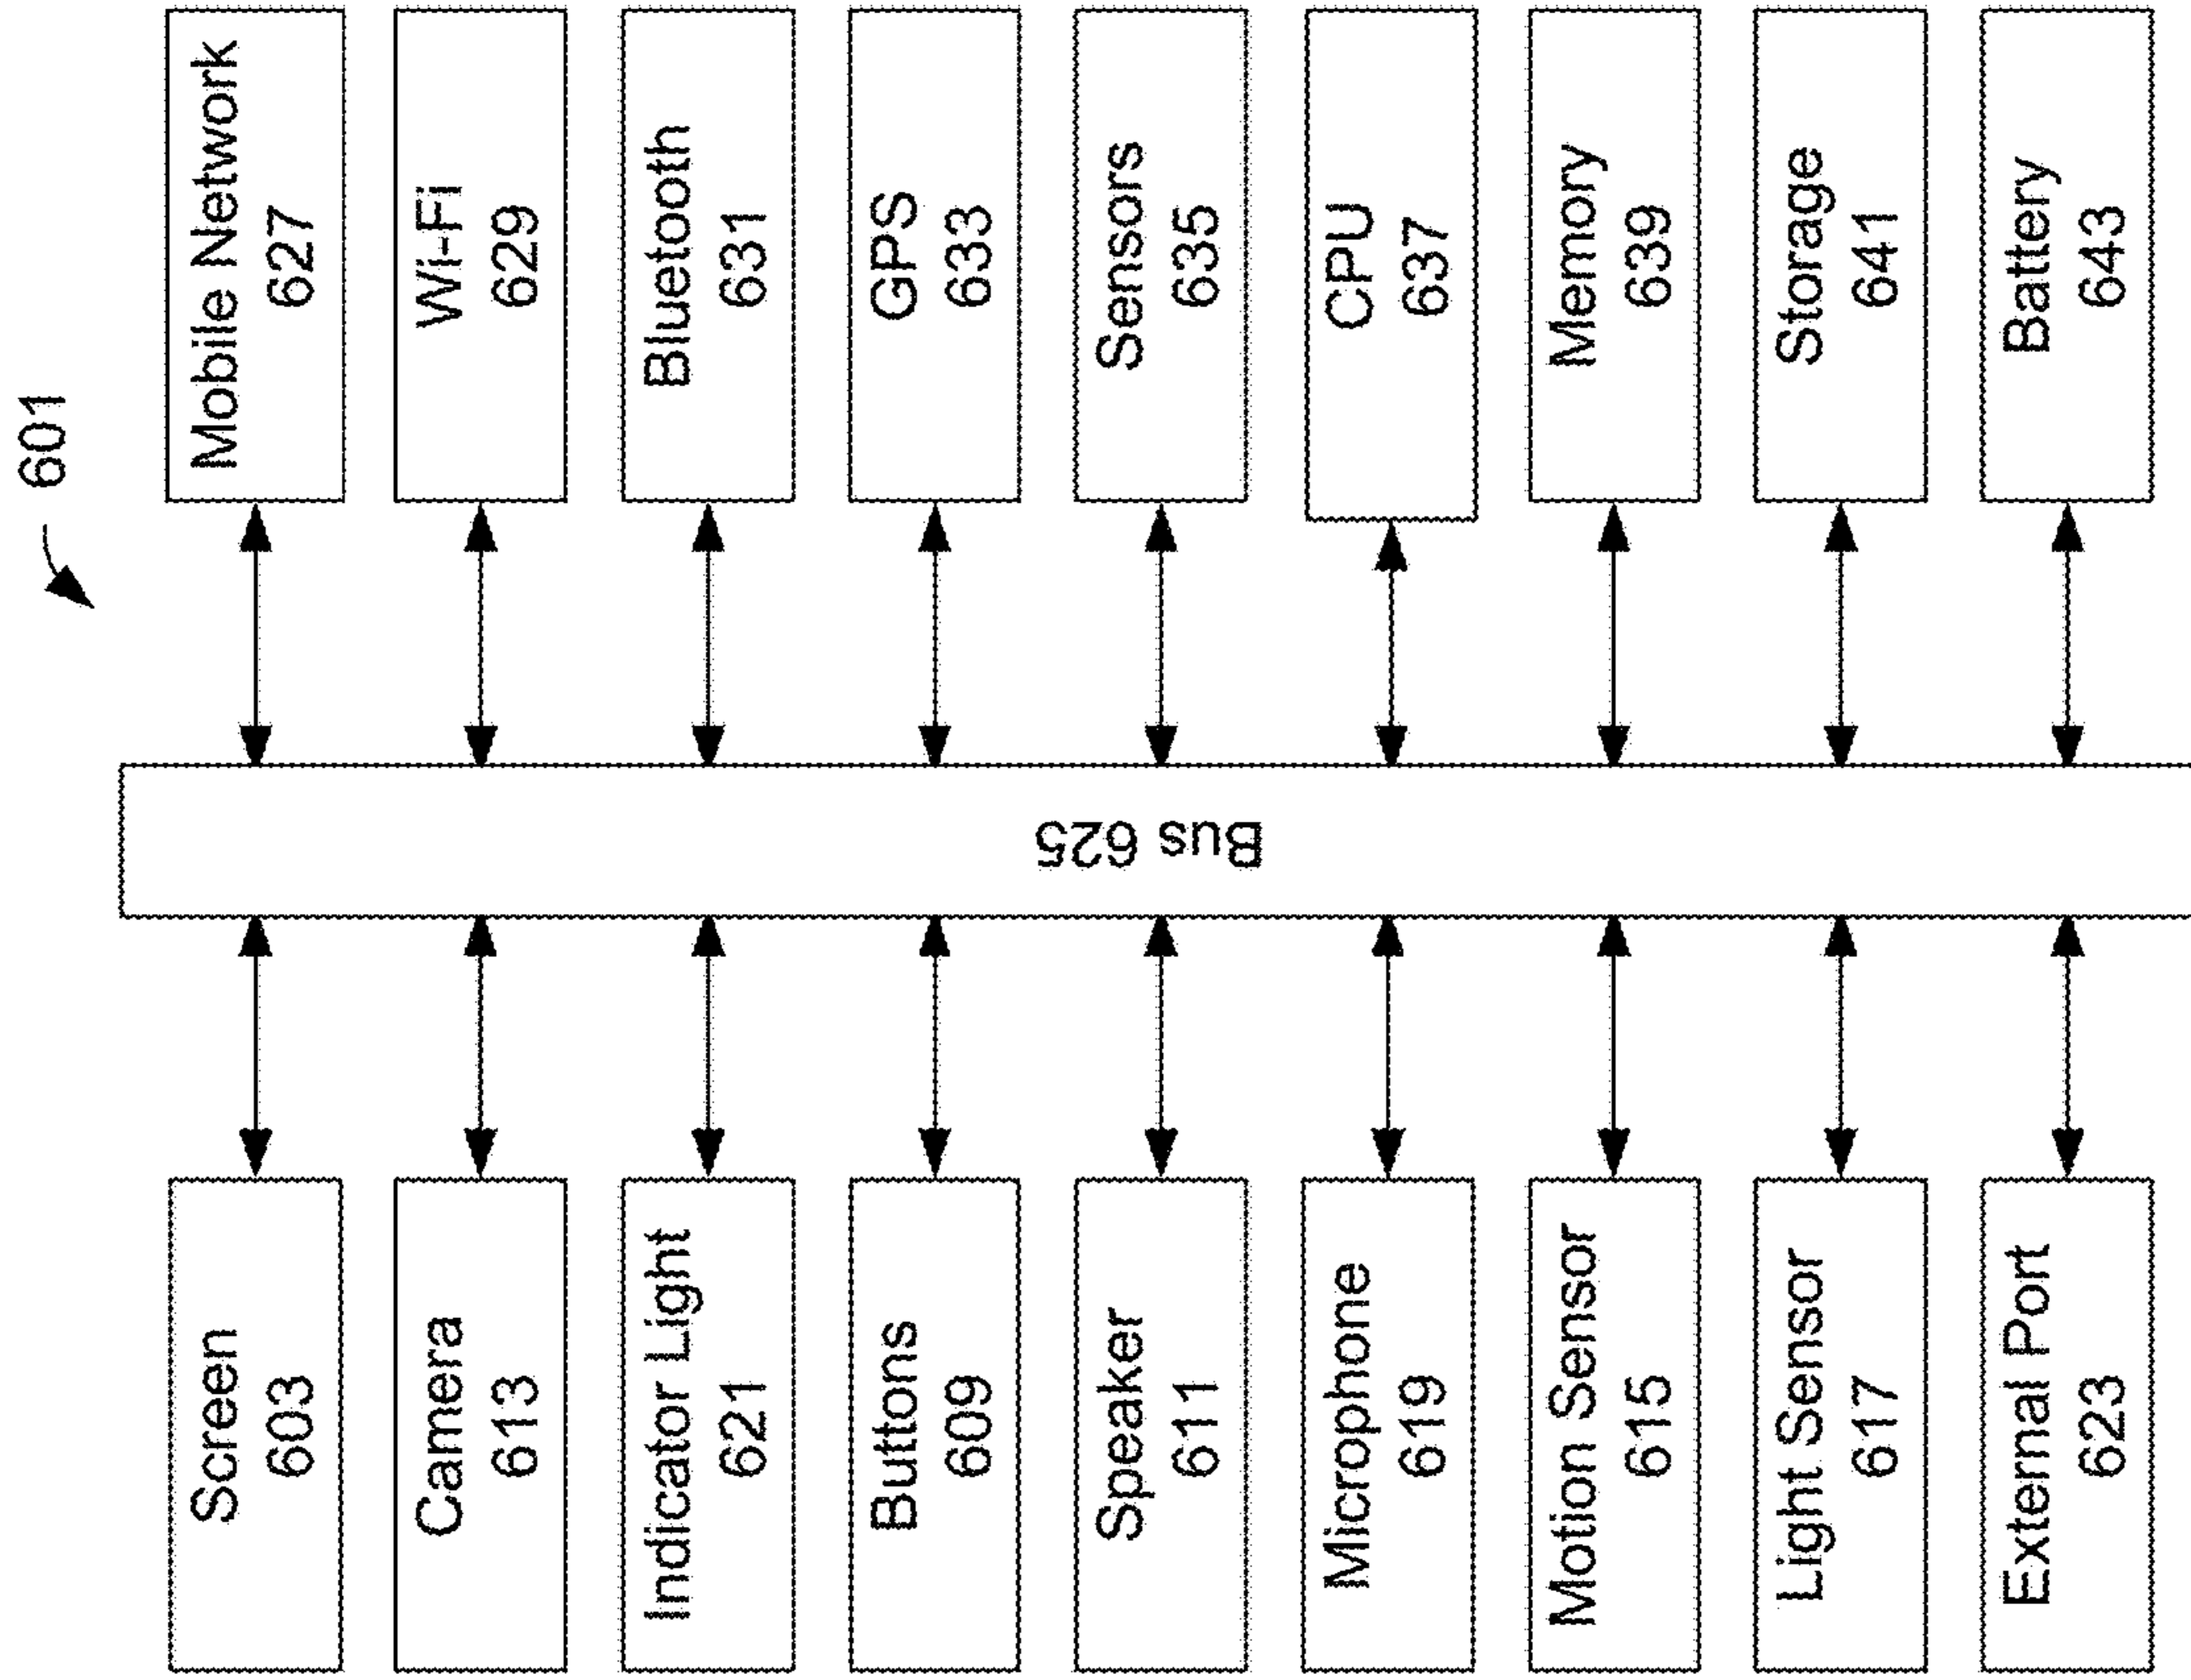 601
Screen
603
Camera
613
Indicator Light
621
Buttons
609
Speaker
611
Microphone
619
Motion Sensor
615
Light Sensor
617
External Port
623
Bus 625
Mobile Network
627
Wi-Fi
629
Bluetooth
631
GPS
633
Sensors
635
CPU
637
Memory
639
Storage
641
Battery
643